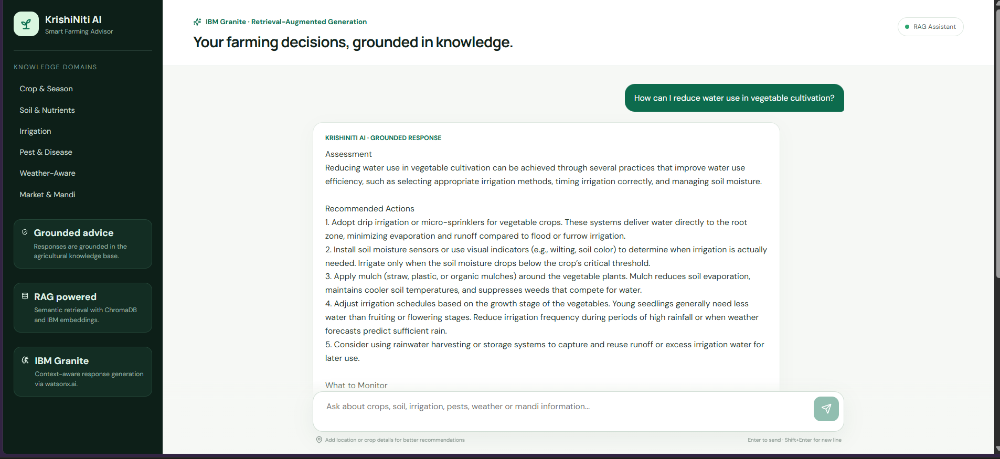 KrishiNiti AI
Smart Farming Advisor
KNOWLEDGE DOMAINS
Crop & Season
Soil & Nutrients
Irrigation
Pest & Disease
Weather-Aware
Market & Mandi
Grounded advice
Responses are grounded in the
agricultural knowledge base.
RAG powered
Semantic retrieval with ChromaDB
and IBM embeddings.
IBM Granite
Context-aware response generation
via watsonx.ai.
IBM Granite · Retrieval-Augmented Generation
Your farming decisions, grounded in knowledge.
RAG Assistant
How can I reduce water use in vegetable cultivation?
KRISHINITI AI · GROUNDED RESPONSE
Assessment
Reducing water use in vegetable cultivation can be achieved through several practices that improve water use
efficiency, such as selecting appropriate irrigation methods, timing irrigation correctly, and managing soil moisture.
Recommended Actions
1. Adopt drip irrigation or micro-sprinklers for vegetable crops. These systems deliver water directly to the root
zone, minimizing evaporation and runoff compared to flood or furrow irrigation.
2. Install soil moisture sensors or use visual indicators (e.g., wilting, soil color) to determine when irrigation is actually
needed. Irrigate only when the soil moisture drops below the crop's critical threshold.
3. Apply mulch (straw, plastic, or organic mulches) around the vegetable plants. Mulch reduces soil evaporation,
maintains cooler soil temperatures, and suppresses weeds that compete for water.
4. Adjust irrigation schedules based on the growth stage of the vegetables. Young seedlings generally need less
water than fruiting or flowering stages. Reduce irrigation frequency during periods of high rainfall or when weather
forecasts predict sufficient rain.
5. Consider using rainwater harvesting or storage systems to capture and reuse runoff or excess irrigation water for
later use.
What to Monitor
Ask about crops, soil, irrigation, pests, weather or mandi information...
Add location or crop details for better recommendations
Enter to send · Shift+Enter for new line